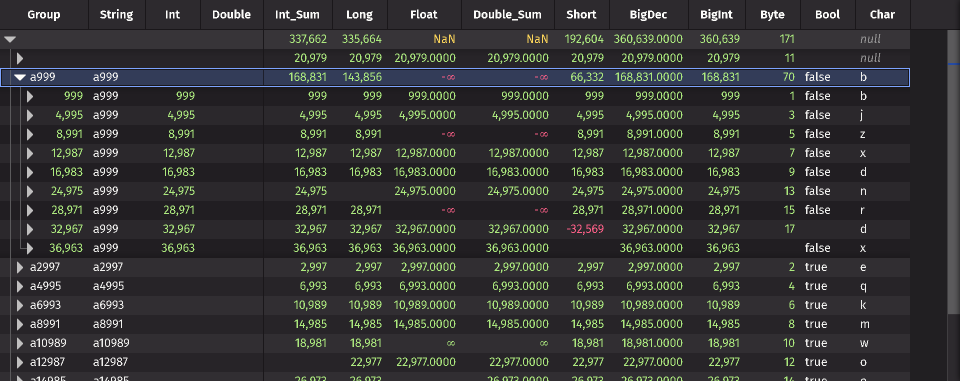 Group String Int Double Int_Sum Long Float Double_Sum Short BigDec BigInt Byte Bool Char
337,662 335,664 NaN NaN 192,604 360,639.0000 360,639 171 null
20,979 20,979 20,979.0000 20,979.0000 20,979 20,979.0000 20,979 11 null
a999 a999 168,831 143,856 -∞ -∞ 66,332 168,831.0000 168,831 70 false b
999 a999 999 999 999 999.0000 999.0000 999 999.0000 999 1 false b
4,995 a999 4,995 4,995 4,995 4,995.0000 4,995.0000 4,995 4,995.0000 4,995 3 false j
8,991 a999 8,991 8,991 8,991 -∞ -∞ 8,991 8,991.0000 8,991 5 false z
12,987 a999 12,987 12,987 12,987 12,987.0000 12,987.0000 12,987 12,987.0000 12,987 7 false x
16,983 a999 16,983 16,983 16,983 16,983.0000 16,983.0000 16,983 16,983.0000 16,983 9 false d
24,975 a999 24,975 24,975 24,975.0000 24,975.0000 24,975 24,975.0000 24,975 13 false n
28,971 a999 28,971 28,971 28,971 -∞ -∞ 28,971 28,971.0000 28,971 15 false r
32,967 a999 32,967 32,967 32,967 32,967.0000 32,967.0000 -32,569 32,967.0000 32,967 17 d
36,963 a999 36,963 36,963 36,963 36,963.0000 36,963.0000 36,963.0000 36,963 false x
a2997 a2997 2,997 2,997 2,997.0000 2,997.0000 2,997 2,997.0000 2,997 2 true e
a4995 a4995 6,993 6,993 6,993.0000 6,993.0000 6,993 6,993.0000 6,993 4 true q
a6993 a6993 10,989 10,989 10,989.0000 10,989.0000 10,989 10,989.0000 10,989 6 true k
a8991 a8991 14,985 14,985 14,985.0000 14,985.0000 14,985 14,985.0000 14,985 8 true m
a10989 a10989 18,981 18,981 ∞ ∞ 18,981 18,981.0000 18,981 10 true w
a12987 a12987 22,977 22,977.0000 22,977.0000 22,977 22,977.0000 22,977 12 true o
a14985 a14985 26,973 26,973 26,973.0000 26,973 26,973.0000 26,973 14 true